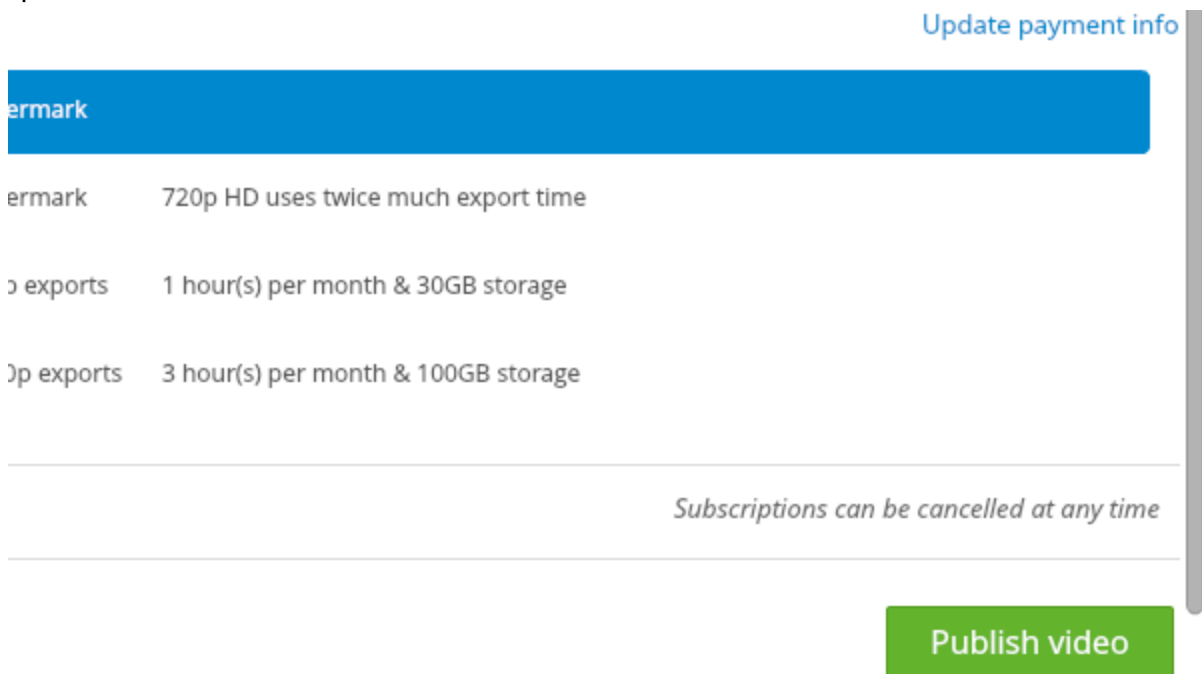 Update payment info
ermark
ermark 720p HD uses twice much export time
exports 1 hour(s) per month & 30GB storage
0p exports 3 hour(s) per month & 100GB storage
Subscriptions can be cancelled at any time
Publish video